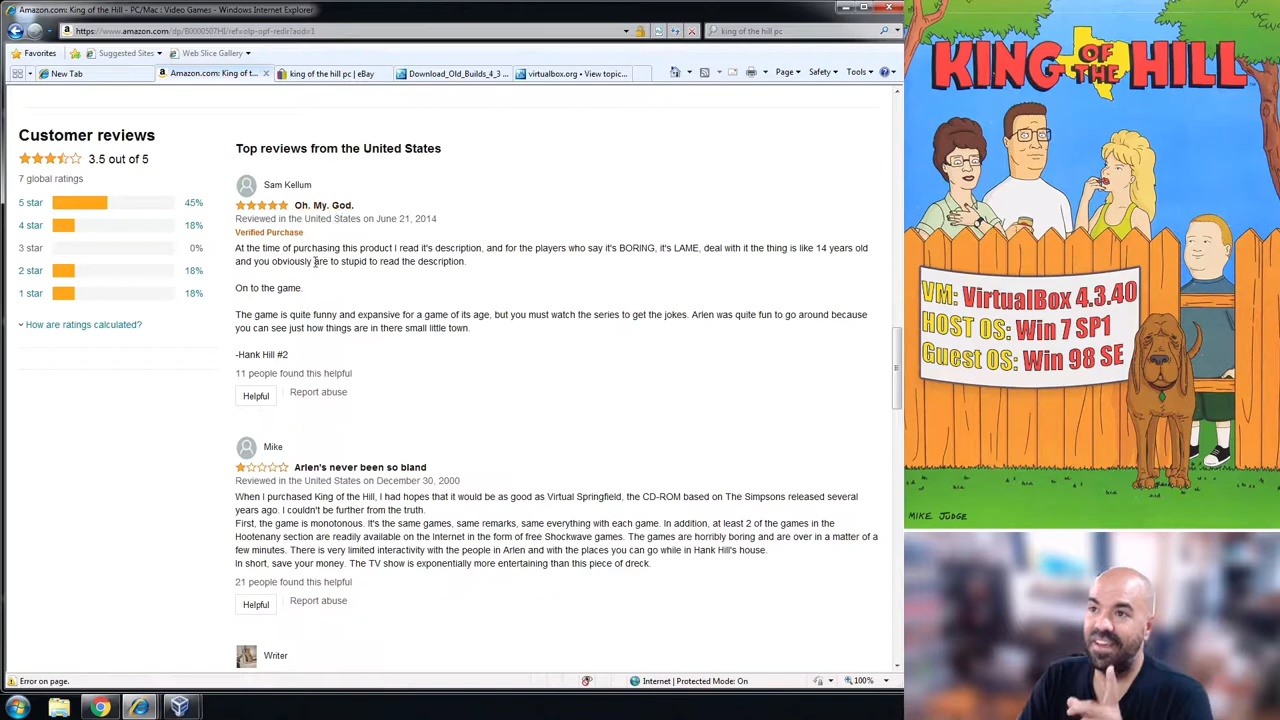 Amazon.com: King of the Hill - PC/Mac : Video Games - Windows Internet Explorer
https://www.amazon.com/dp/B0000507HI/ref=olp-opf-redir?aod=1
king of the hill pc
Favorites
Suggested Sites
Web Slice Gallery
New Tab
Amazon.com: King of t...
king of the hill pc | eBay
Download_Old_Builds_4_3 ...
virtualbox.org • View topic...
Page
Safety
Tools
Customer reviews
3.5 out of 5
7 global ratings
5 star 45%
4 star 18%
3 star 0%
2 star 18%
1 star 18%
How are ratings calculated?
Top reviews from the United States
Sam Kellum
Oh. My. God.
Reviewed in the United States on June 21, 2014
Verified Purchase
At the time of purchasing this product I read it's description, and for the players who say it's BORING, it's LAME, deal with it the thing is like 14 years old
and you obviously are to stupid to read the description.
On to the game.
The game is quite funny and expansive for a game of its age, but you must watch the series to get the jokes. Arlen was quite fun to go around because
you can see just how things are in there small little town.
-Hank Hill #2
11 people found this helpful
Helpful
Report abuse
Mike
Arlen's never been so bland
Reviewed in the United States on December 30, 2000
When I purchased King of the Hill, I had hopes that it would be as good as Virtual Springfield, the CD-ROM based on The Simpsons released several
years ago. I couldn't be further from the truth.
First, the game is monotonous. It's the same games, same remarks, same everything with each game. In addition, at least 2 of the games in the
Hootenany section are readily available on the Internet in the form of free Shockwave games. The games are horribly boring and are over in a matter of a
few minutes. There is very limited interactivity with the people in Arlen and with the places you can go while in Hank Hill's house.
In short, save your money. The TV show is exponentially more entertaining than this piece of dreck.
21 people found this helpful
Helpful
Report abuse
Writer
Error on page.
Internet | Protected Mode: On
100%
KING OF THE HILL
VM: VirtualBox 4.3.40
HOST OS: Win 7 SP1
Guest OS: Win 98 SE
MIKE JUDGE